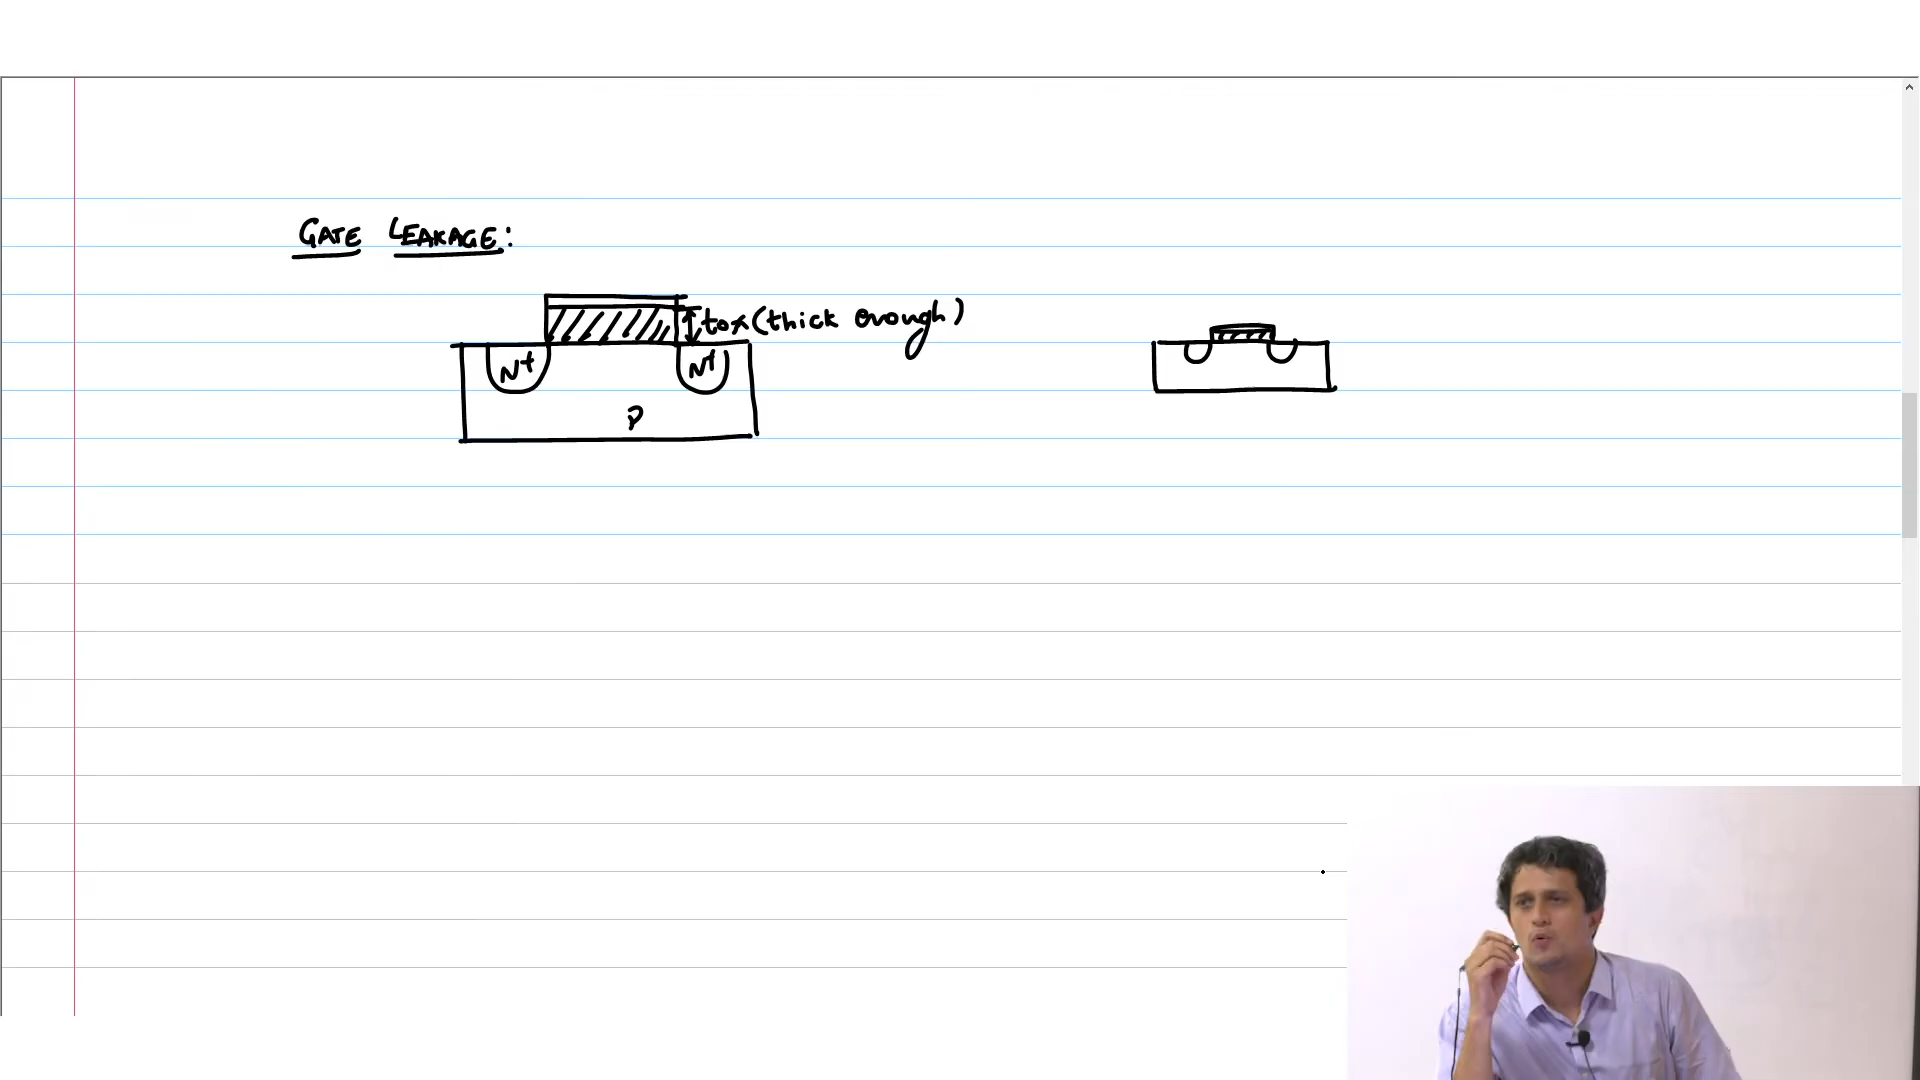 GATE LEAKAGE:
tox (thick enough)
N+ N+
P